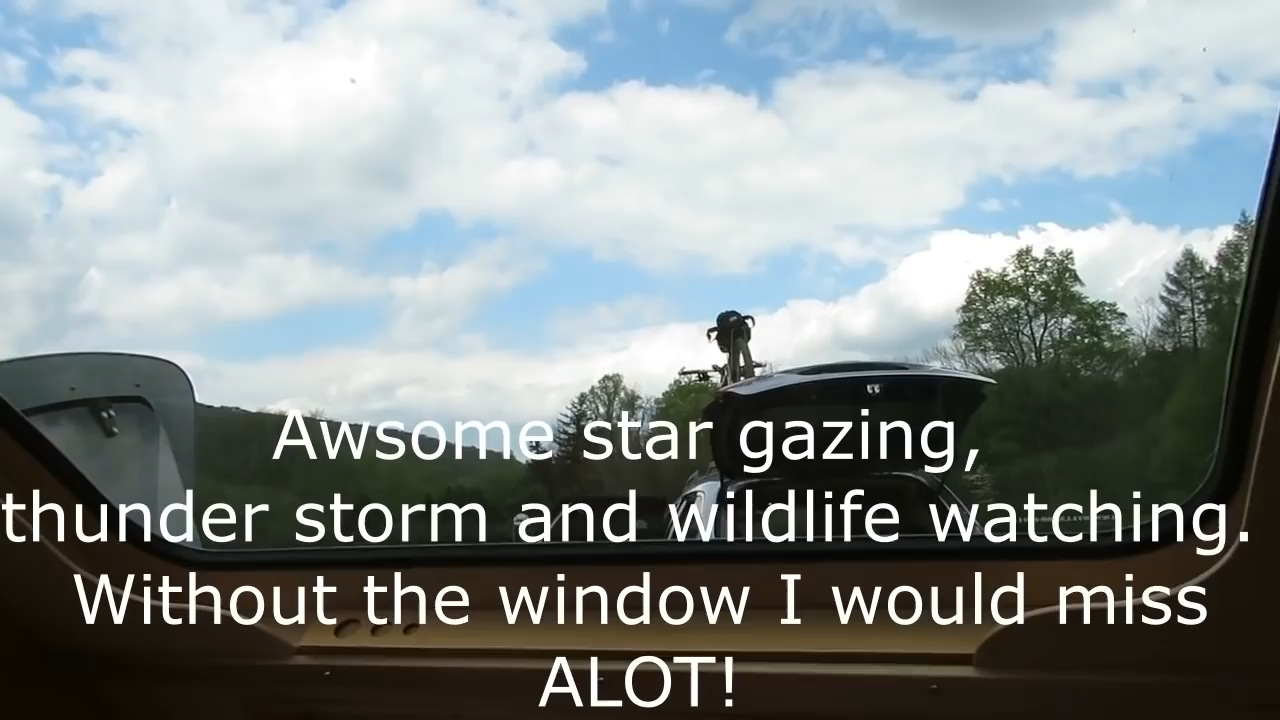 Awsome star gazing,
thunder storm and wildlife watching.
Without the window I would miss
ALOT!